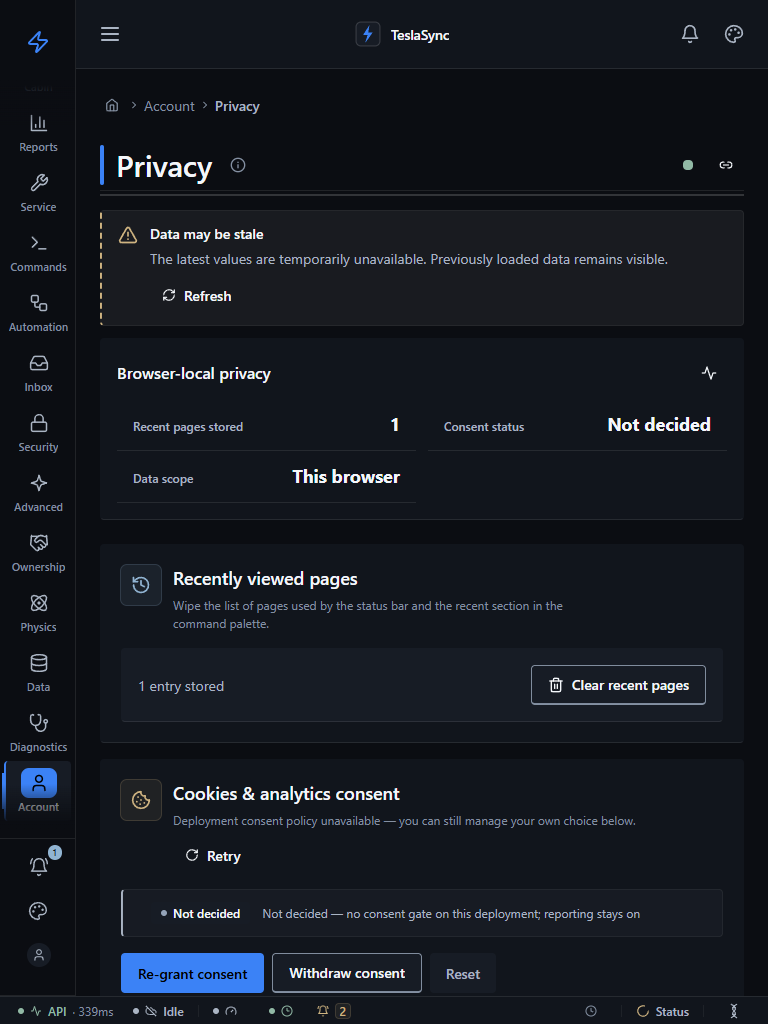 TeslaSync
Reports
Service
Commands
Automation
Inbox
Security
Advanced
Ownership
Physics
Data
Diagnostics
Account
1
Account
Privacy
Privacy
Data may be stale
The latest values are temporarily unavailable. Previously loaded data remains visible.
Refresh
Browser-local privacy
Recent pages stored 1
Consent status Not decided
Data scope This browser
Recently viewed pages
Wipe the list of pages used by the status bar and the recent section in the
command palette.
1 entry stored
Clear recent pages
Cookies & analytics consent
Deployment consent policy unavailable — you can still manage your own choice below.
Retry
Not decided Not decided — no consent gate on this deployment; reporting stays on
Re-grant consent Withdraw consent Reset
API · 339ms Idle 2 Status